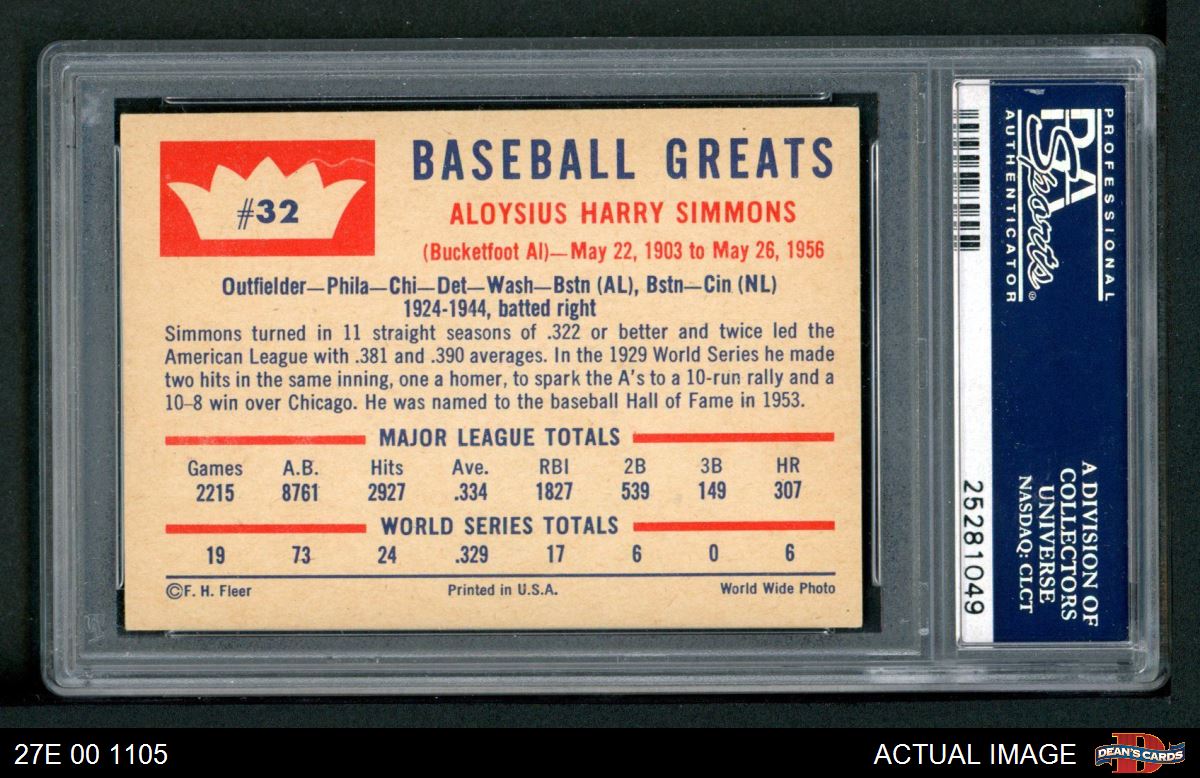 #32
BASEBALL GREATS
ALOYSIUS HARRY SIMMONS
(Bucketfoot Al)—May 22, 1903 to May 26, 1956
Outfielder—Phila—Chi—Det—Wash—Bstn (AL), Bstn—Cin (NL)
1924-1944, batted right
Simmons turned in 11 straight seasons of .322 or better and twice led the
American League with .381 and .390 averages. In the 1929 World Series he made
two hits in the same inning, one a homer, to spark the A's to a 10-run rally and a
10-8 win over Chicago. He was named to the baseball Hall of Fame in 1953.
MAJOR LEAGUE TOTALS
Games A.B. Hits Ave. RBI 2B 3B HR
2215 8761 2927 .334 1827 539 149 307
WORLD SERIES TOTALS
19 73 24 .329 17 6 0 6
©F. H. Fleer Printed in U.S.A. World Wide Photo
PROFESSIONAL
PSA
Sports
AUTHENTICATOR
®
A DIVISION OF
COLLECTORS
UNIVERSE
NASDAQ: CLCT
25281049
27E 00 1105
ACTUAL IMAGE
DEAN'S CARDS